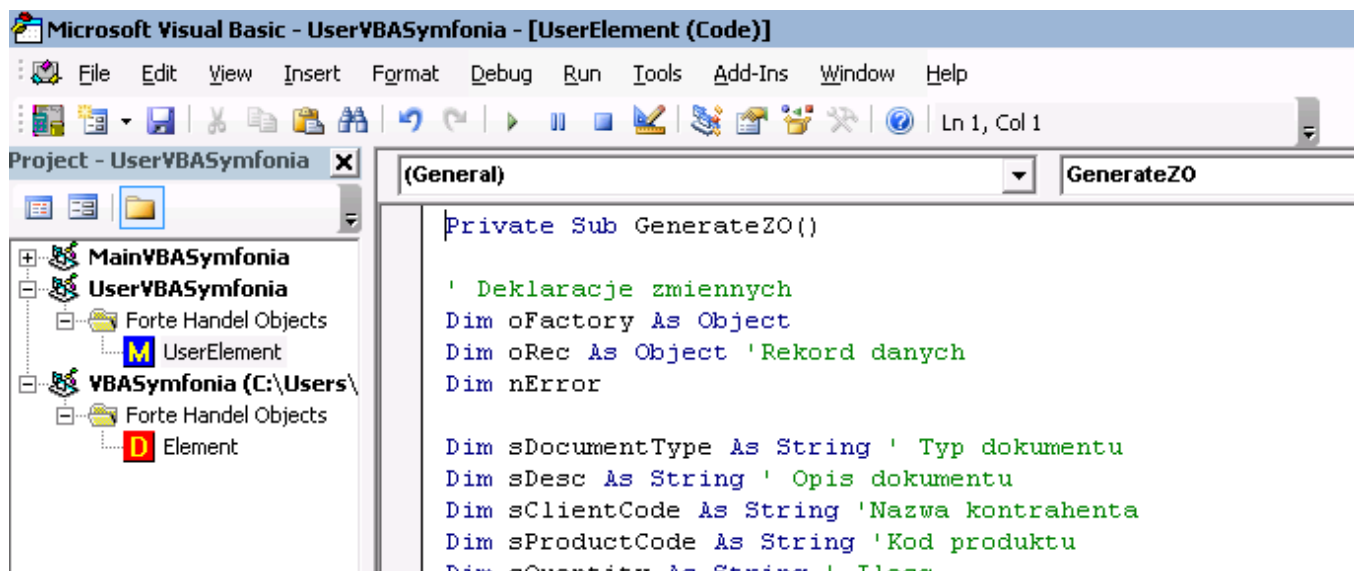 Microsoft Visual Basic - UserVBASymfonia - [UserElement (Code)]
File Edit View Insert Format Debug Run Tools Add-Ins Window Help
Ln 1, Col 1
Project - UserVBASymfonia
(General) GenerateZO
MainVBASymfonia
UserVBASymfonia
Forte Handel Objects
M UserElement
VBASymfonia (C:\Users\
Forte Handel Objects
D Element
Private Sub GenerateZO()
' Deklaracje zmiennych
Dim oFactory As Object
Dim oRec As Object 'Rekord danych
Dim nError
Dim sDocumentType As String ' Typ dokumentu
Dim sDesc As String ' Opis dokumentu
Dim sClientCode As String 'Nazwa kontrahenta
Dim sProductCode As String 'Kod produktu
Dim sQuantity As String